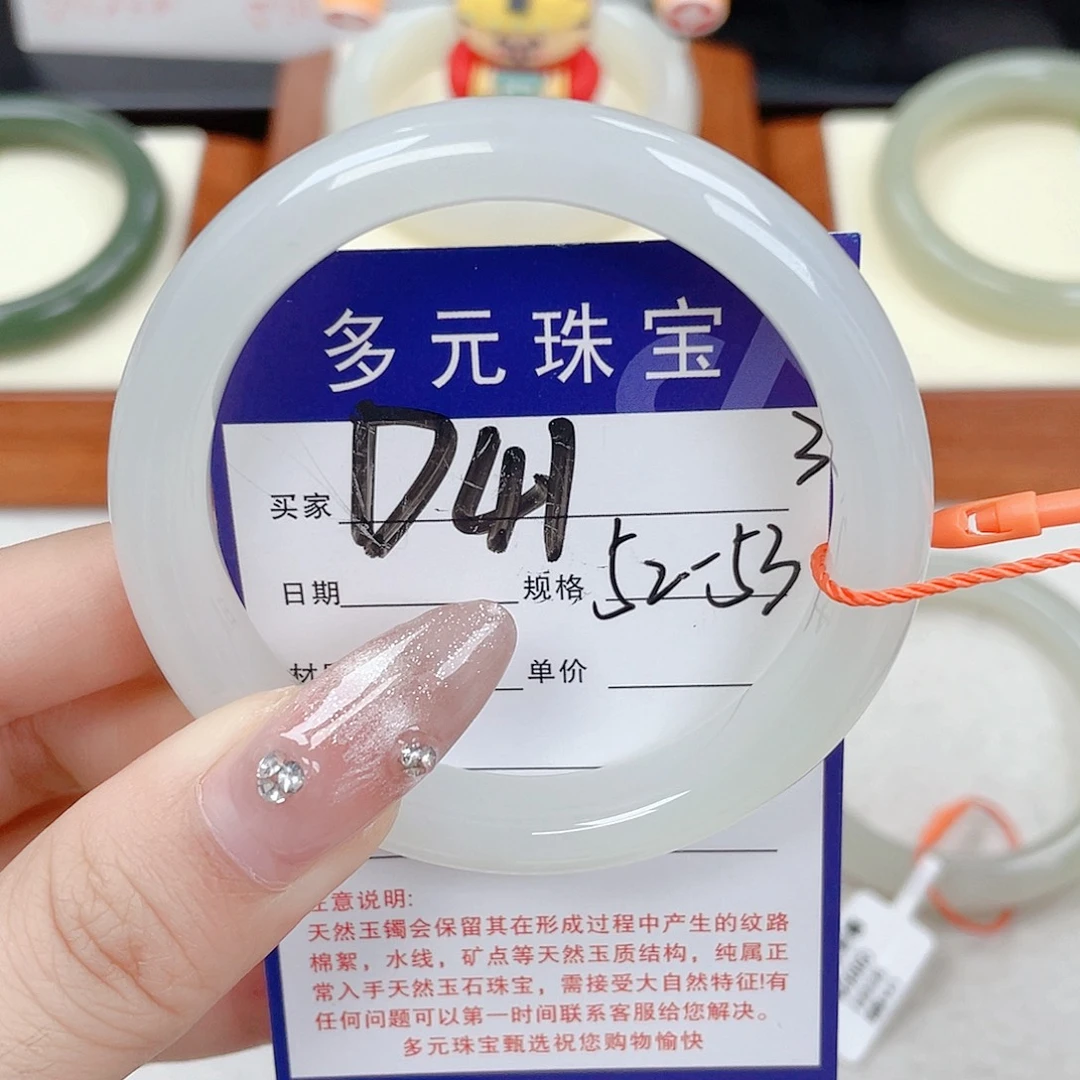 多元珠宝
3
买家 D41
日期 规格 52-53
单价
注意说明:
天然玉镯会保留其在形成过程中产生的纹路
棉絮，水线，矿点等天然玉质结构，纯属正
常入手天然玉石珠宝，需接受大自然特征!有
任何问题可以第一时间联系客服给您解决。
多元珠宝甄选祝您购物愉快